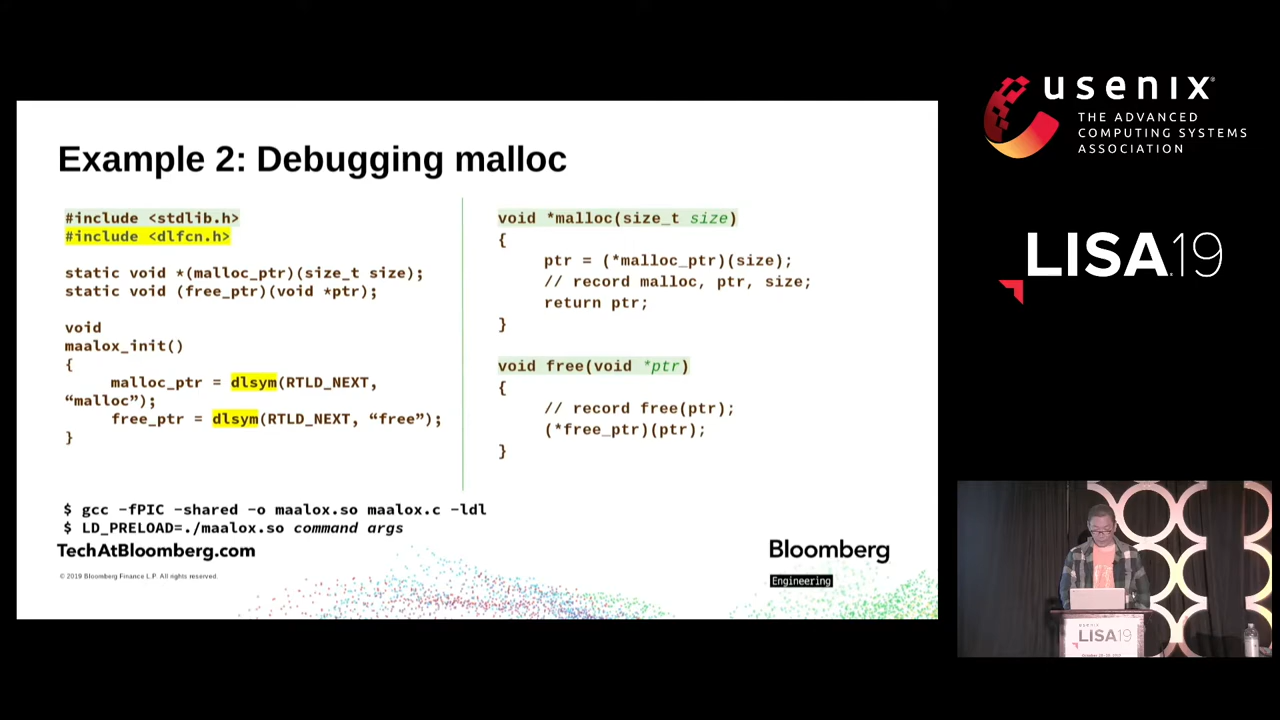 Example 2: Debugging malloc
#include <stdlib.h>
#include <dlfcn.h>
static void *(malloc_ptr)(size_t size);
static void (free_ptr)(void *ptr);
void
maalox_init()
{
malloc_ptr = dlsym(RTLD_NEXT,
“malloc”);
free_ptr = dlsym(RTLD_NEXT, “free”);
}
void *malloc(size_t size)
{
ptr = (*malloc_ptr)(size);
// record malloc, ptr, size;
return ptr;
}
void free(void *ptr)
{
// record free(ptr);
(*free_ptr)(ptr);
}
$ gcc -fPIC -shared -o maalox.so maalox.c -ldl
$ LD_PRELOAD=./maalox.so command args
TechAtBloomberg.com
© 2019 Bloomberg Finance L.P. All rights reserved.
Bloomberg
Engineering
usenix
THE ADVANCED
COMPUTING SYSTEMS
ASSOCIATION
LISA.19
USENIX
LISA19